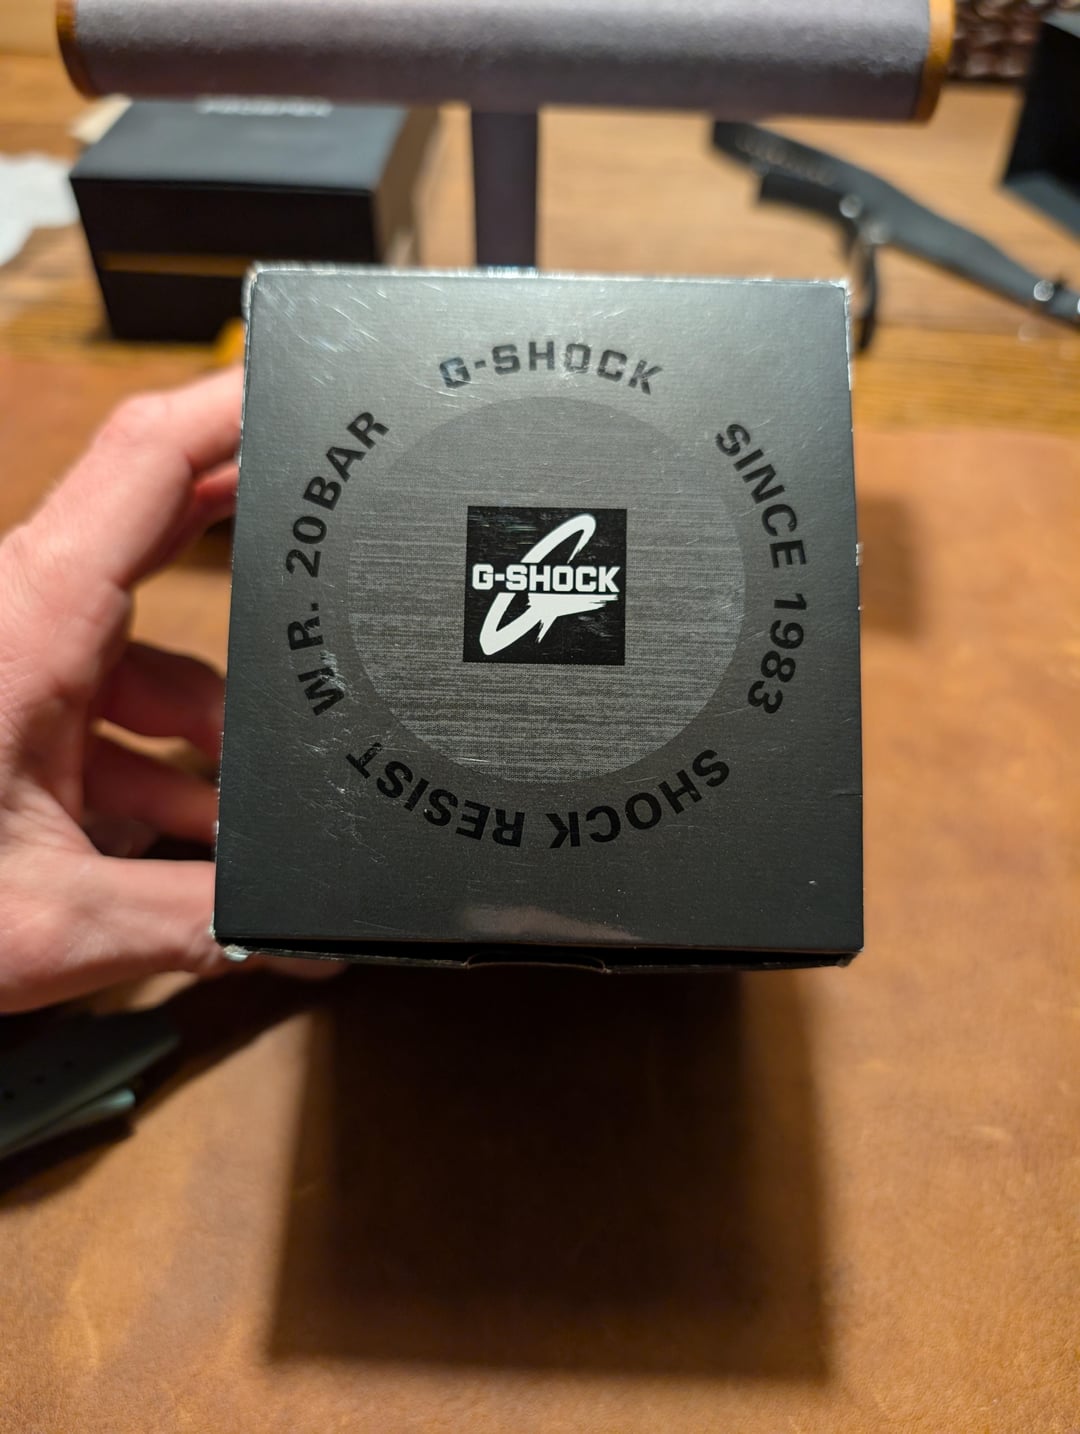 G-SHOCK
SINCE 1983
SHOCK RESIST
W.R. 20BAR
G-SHOCK